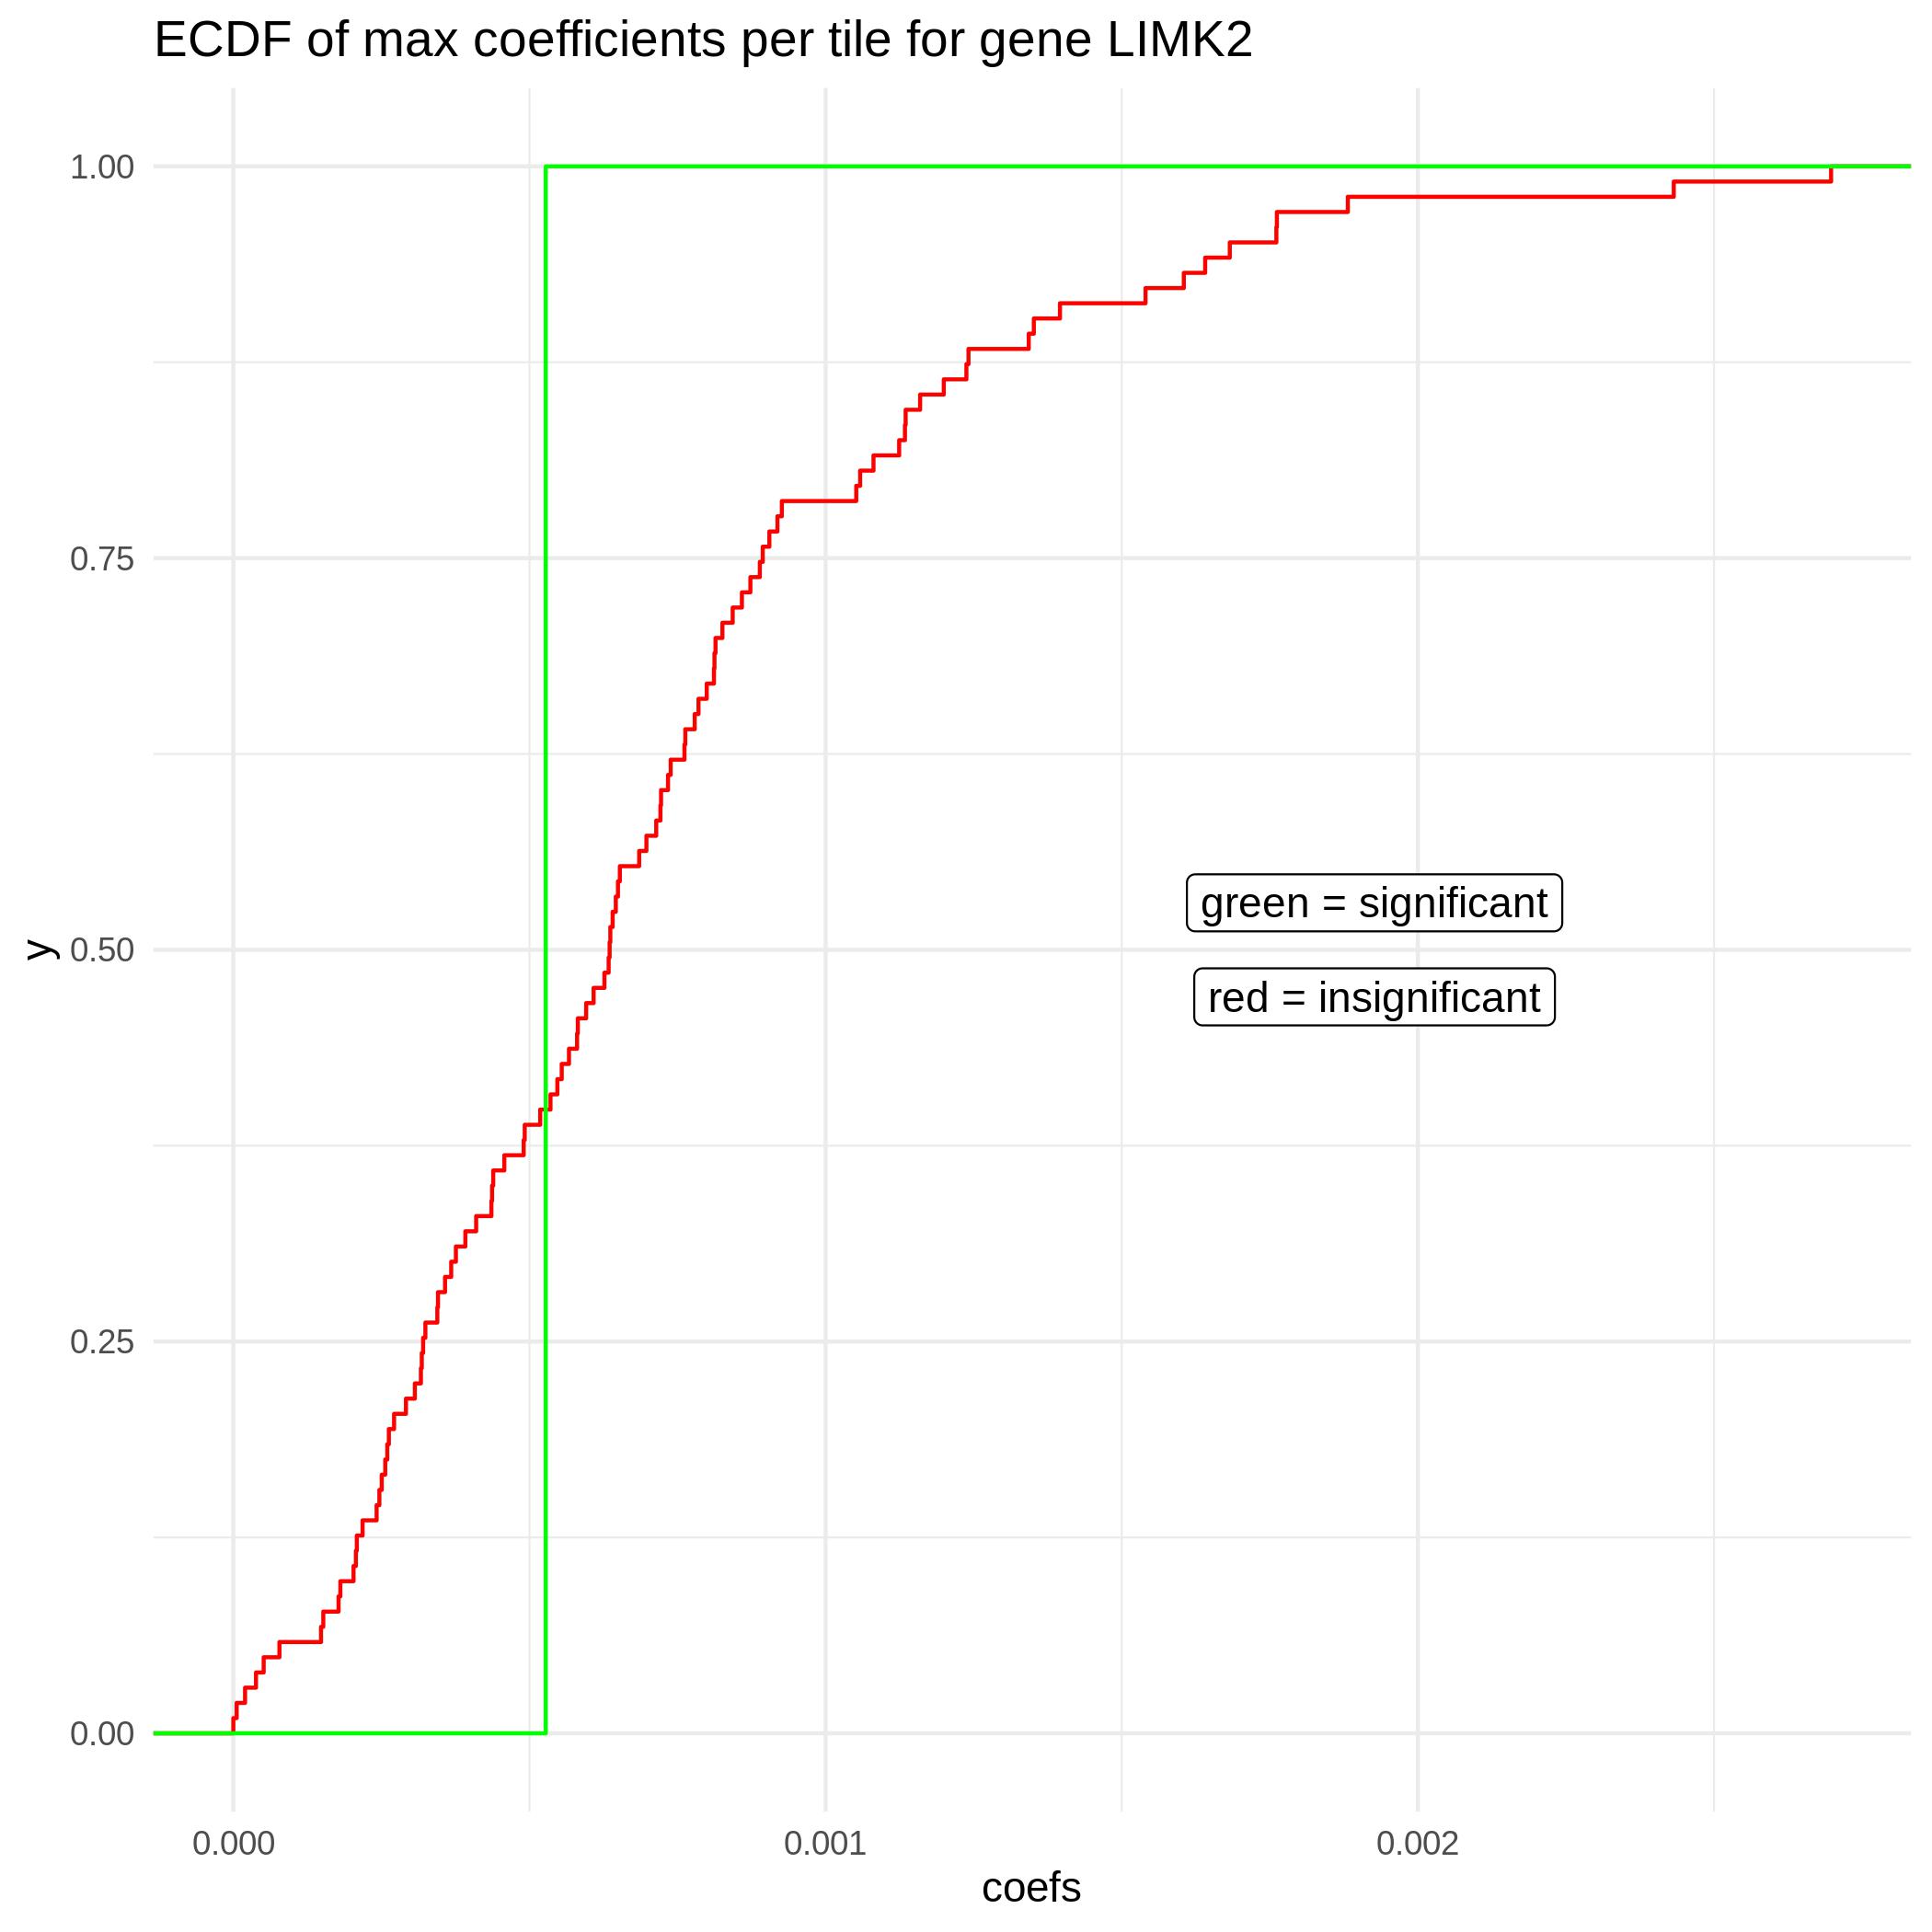 ECDF of max coefficients per tile for gene LIMK2
1.00
0.75
0.50
0.25
0.00
y
green = significant
red = insignificant
0.000
0.001
0.002
coefs